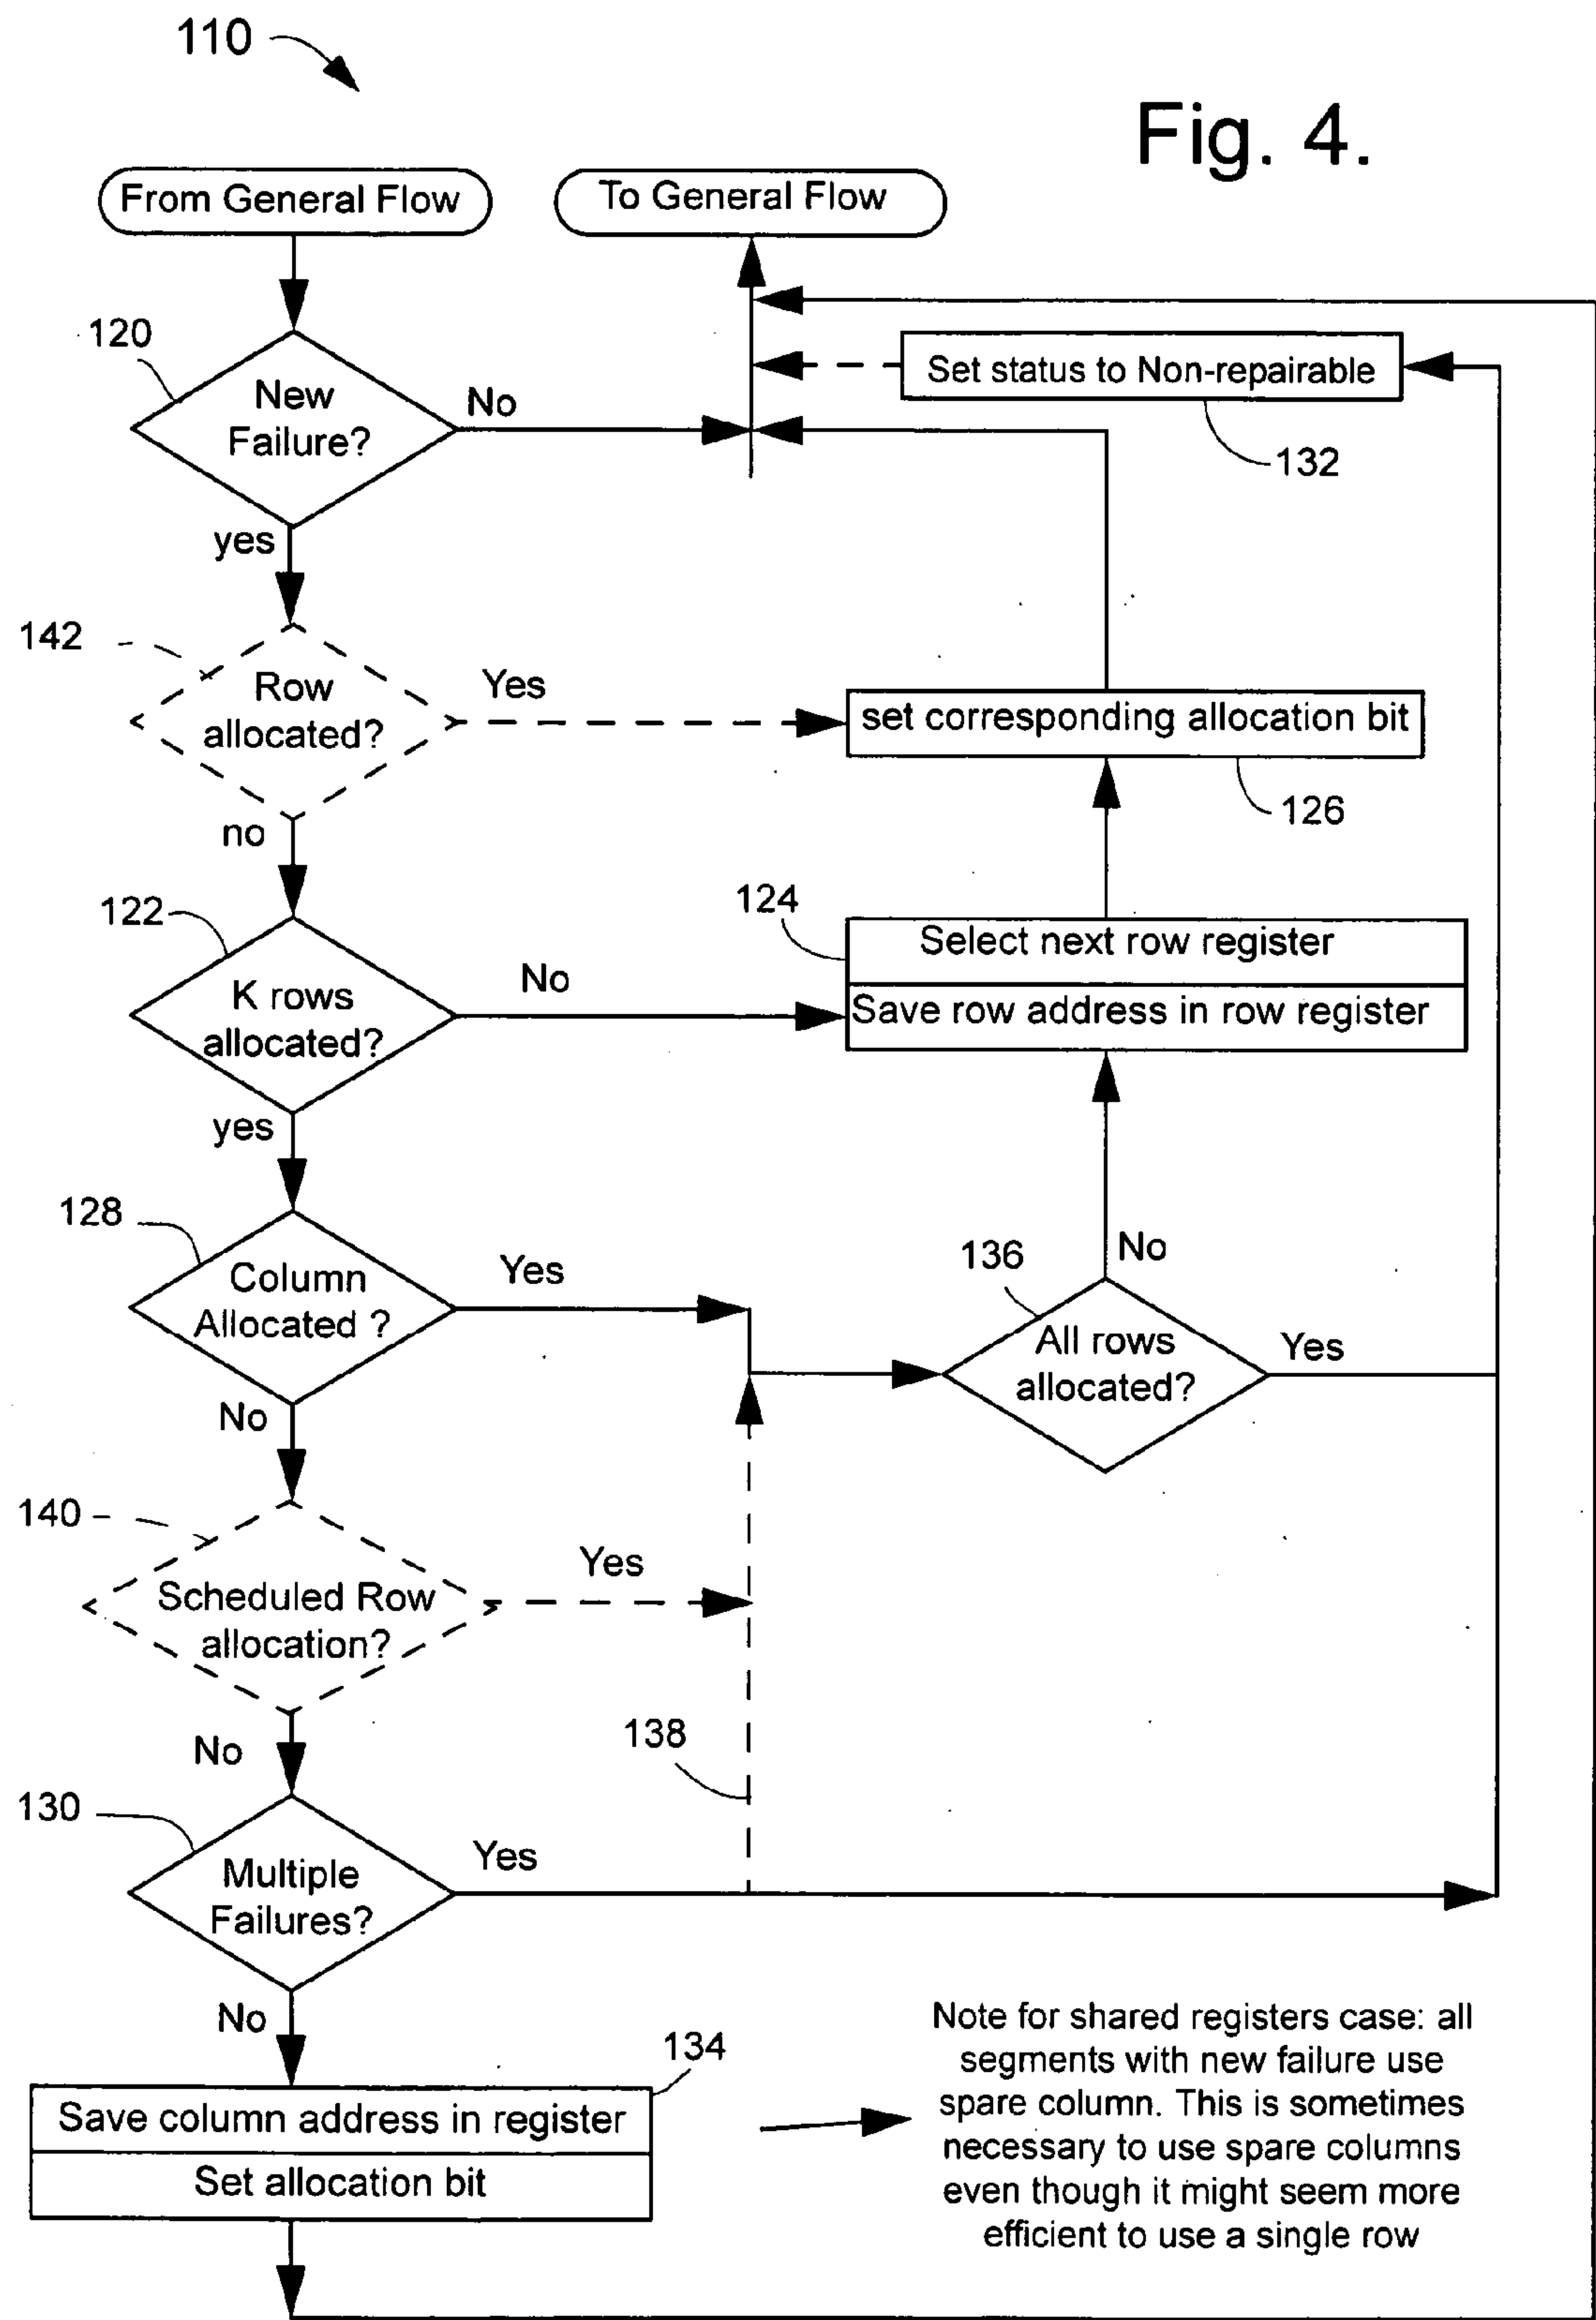 110
Fig. 4.
From General Flow
To General Flow
120
New
Failure?
No
Set status to Non-repairable
132
yes
142
Row
allocated?
Yes
set corresponding allocation bit
126
no
122
K rows
allocated?
No
124
Select next row register
Save row address in row register
yes
128
Column
Allocated ?
Yes
136
No
All rows
allocated?
Yes
No
140
Scheduled Row
allocation?
Yes
138
No
130
Multiple
Failures?
Yes
No
134
Save column address in register
Set allocation bit
Note for shared registers case: all
segments with new failure use
spare column. This is sometimes
necessary to use spare columns
even though it might seem more
efficient to use a single row